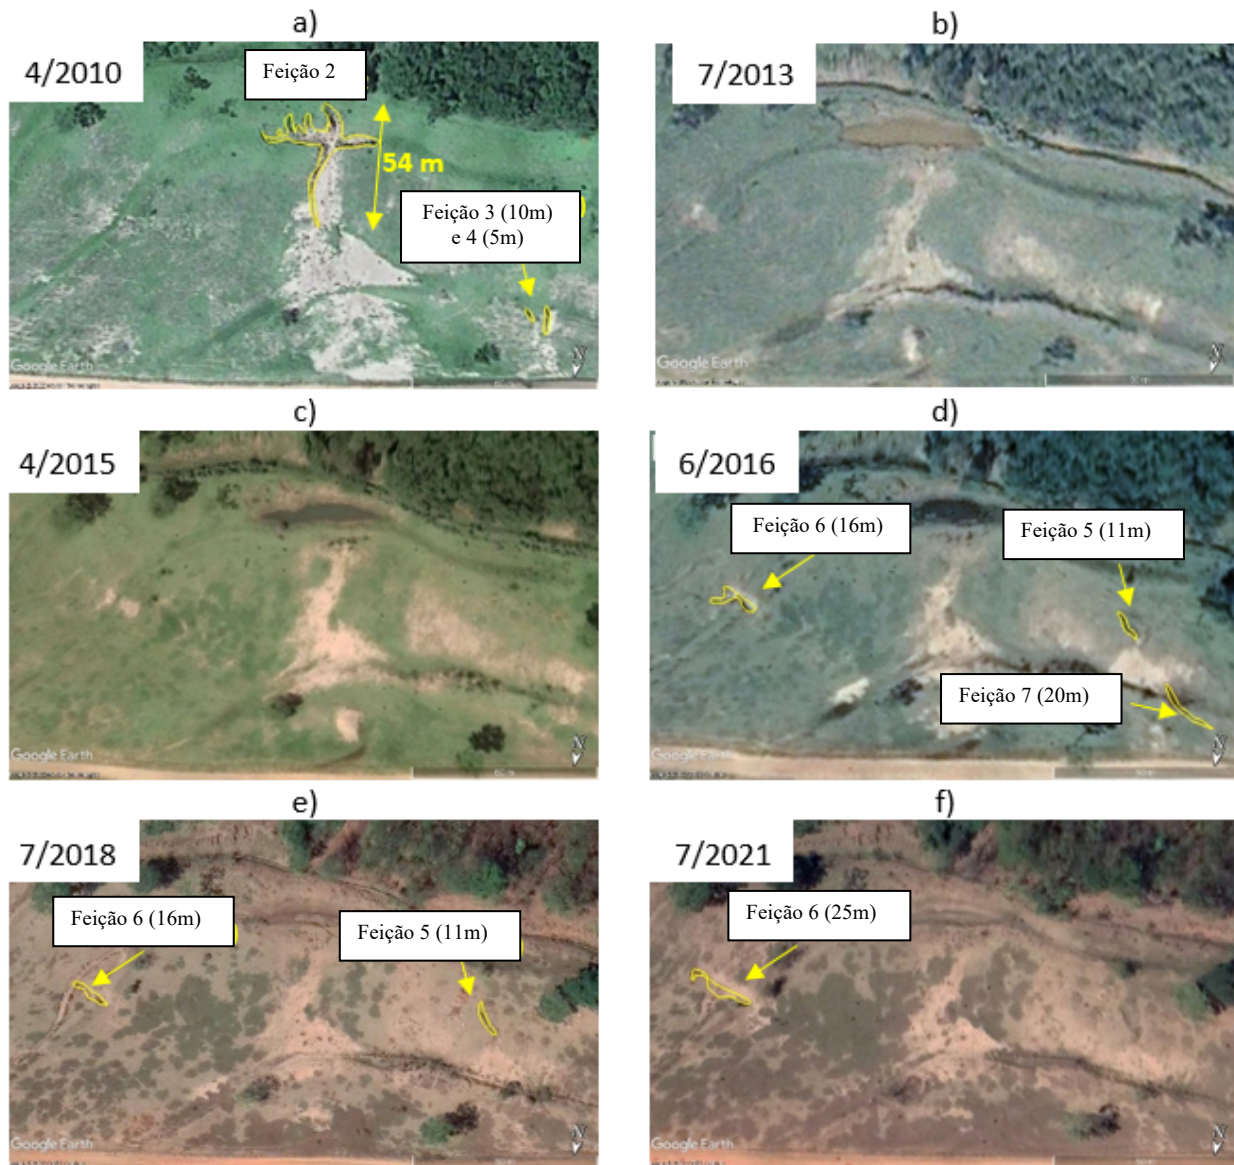 a)
4/2010
Feição 2
54 m
Feição 3 (10m)
e 4 (5m)
Google Earth
N
b)
7/2013
Google Earth
N
c)
4/2015
Google Earth
N
60 m
d)
6/2016
Feição 6 (16m)
Feição 5 (11m)
Feição 7 (20m)
Google Earth
N
e)
7/2018
Feição 6 (16m)
Feição 5 (11m)
Google Earth
N
f)
7/2021
Feição 6 (25m)
Google Earth
N